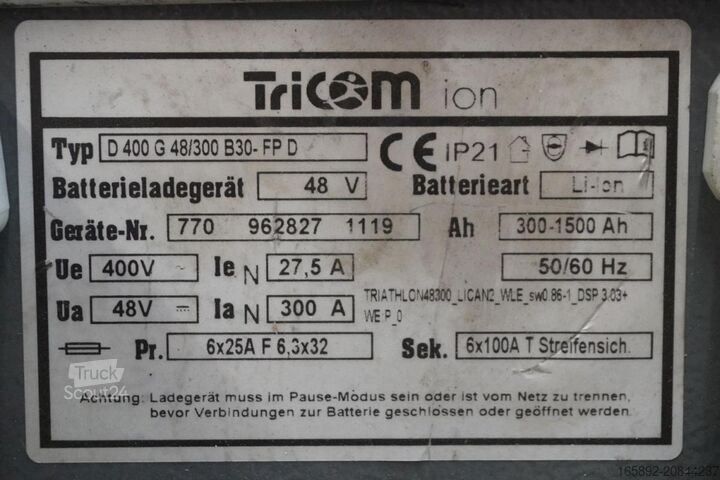 TriCOM ion
Typ D 400 G 48/300 B30- FP D CE IP21
Batterieladegerät 48 V Batterieart Li-Ion
Geräte-Nr. 770 962827 1119 Ah 300-1500 Ah
Ue 400V Ie N 27,5 A 50/60 Hz
Ua 48V Ia N 300 A TRIATHLON48300_LICAN2_WLE_sw0.86-1_DSP 3.03+
WE P_0
Pr. 6x25A F 6,3x32 Sek. 6x100A T Streifensich.
Truck
Scout24
Achtung: Ladegerät muss im Pause-Modus sein oder ist vom Netz zu trennen,
bevor Verbindungen zur Batterie geschlossen oder geöffnet werden.